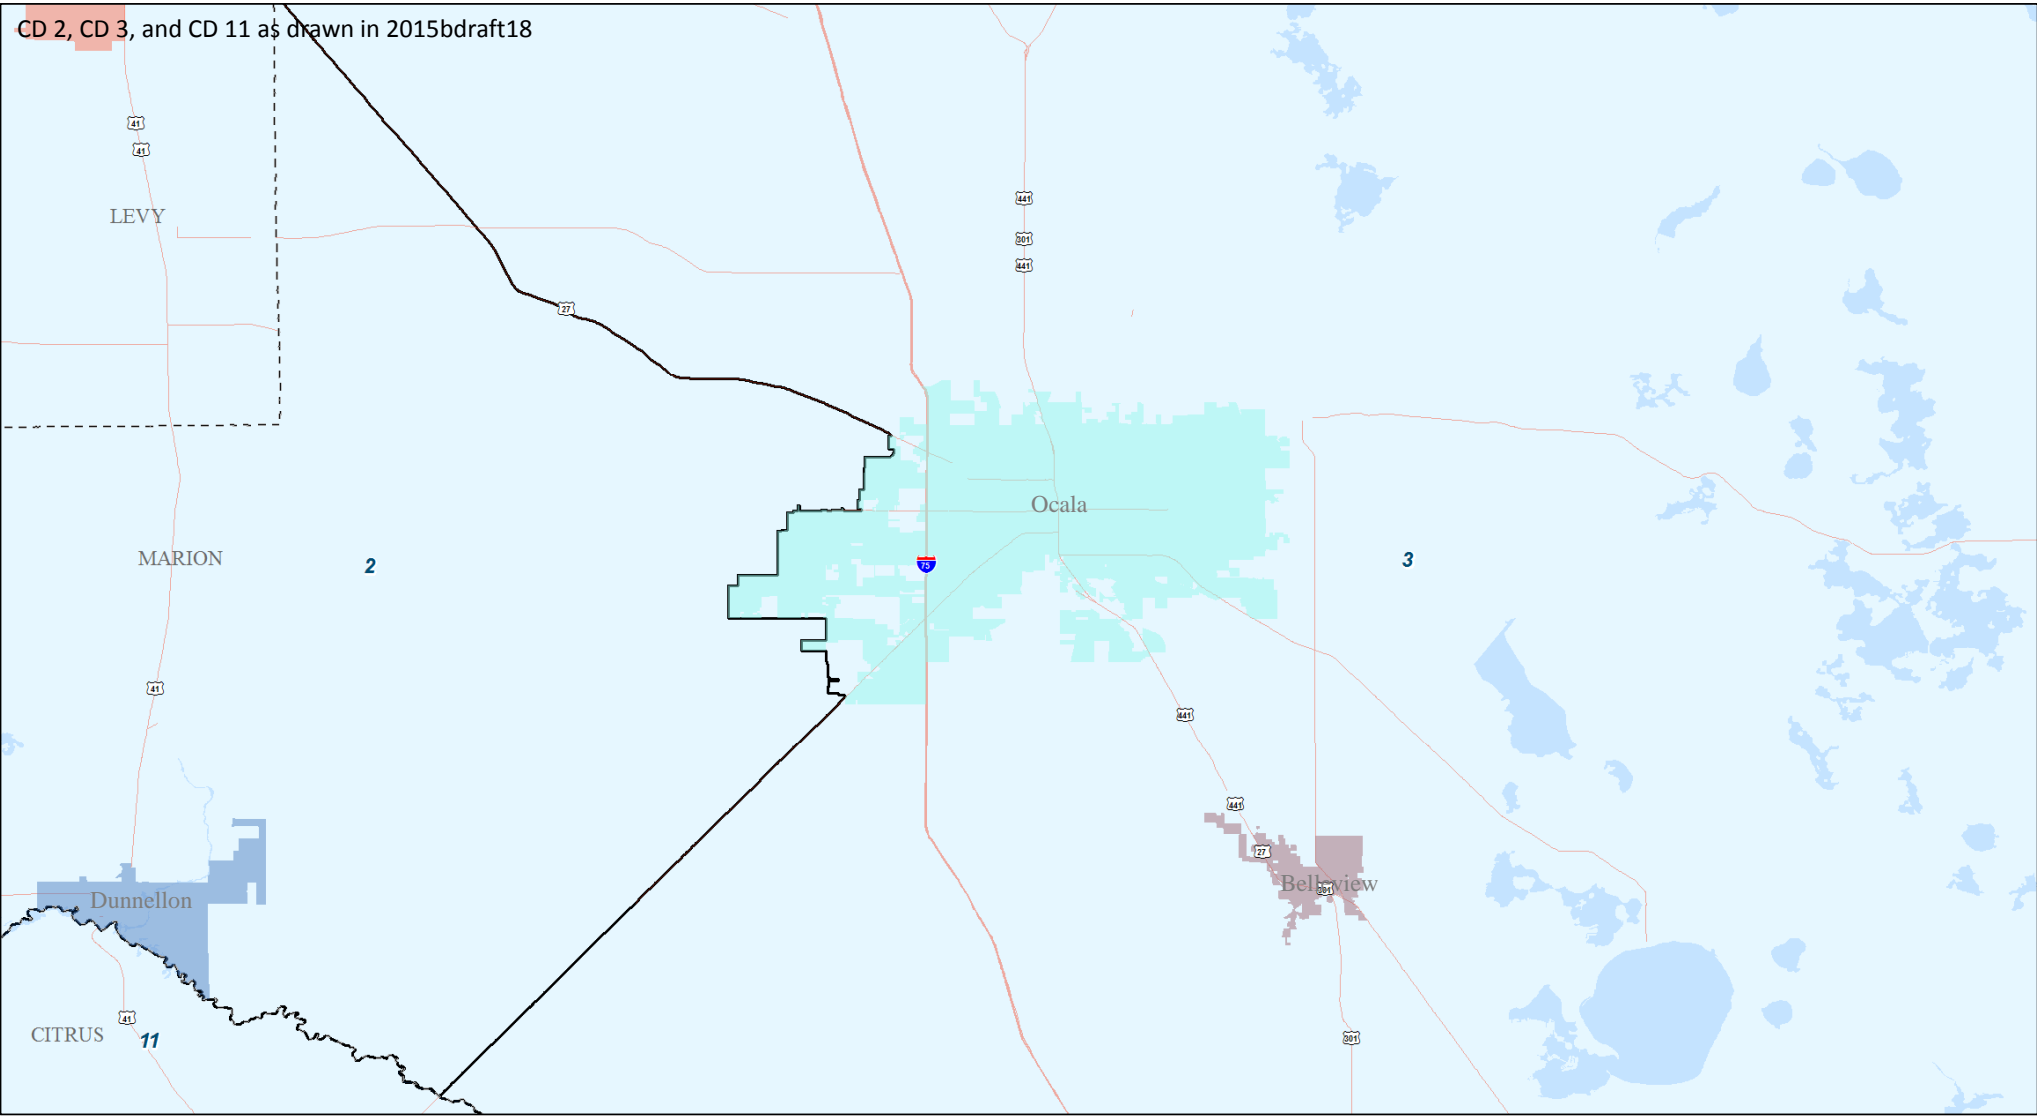 CD 2, CD 3, and CD 11 as drawn in 2015bdraft18
41
41
441
LEVY
301
441
27
Ocala
MARION
2
75
3
41
441
441
27
Belleview
301
Dunnellon
41
CITRUS
11
301